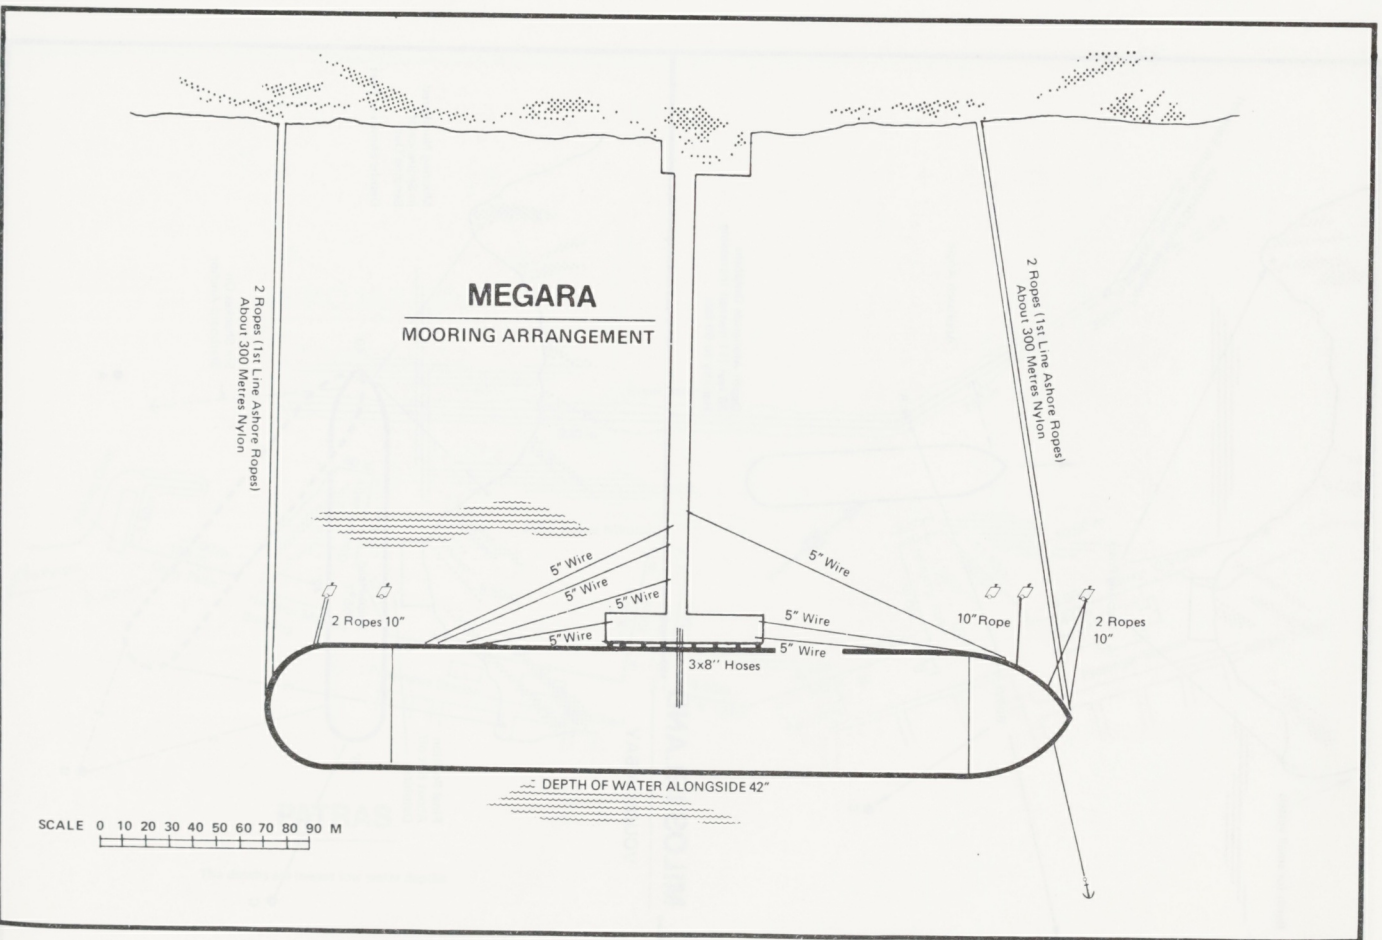 MEGARA
MOORING ARRANGEMENT
2 Ropes (1st Line Ashore Ropes)
About 300 Metres Nylon
2 Ropes (1st Line Ashore Ropes)
About 300 Metres Nylon
5" Wire
5" Wire
5" Wire
5" Wire
5" Wire
5" Wire
5" Wire
2 Ropes 10"
10" Rope
2 Ropes
10"
3x8" Hoses
DEPTH OF WATER ALONGSIDE 42"
SCALE 0 10 20 30 40 50 60 70 80 90 M